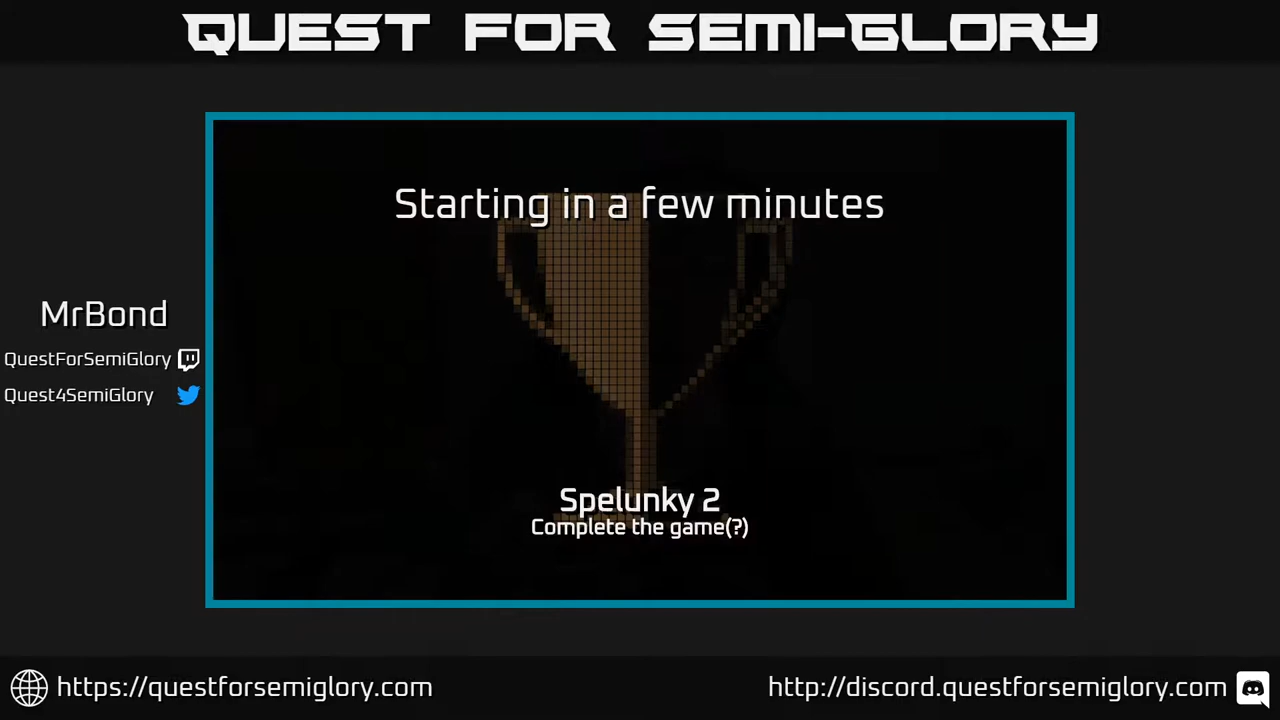 QUEST FOR SEMI-GLORY
Starting in a few minutes
MrBond
QuestForSemiGlory
Quest4SemiGlory
Spelunky 2
Complete the game(?)
https://questforsemiglory.com
http://discord.questforsemiglory.com